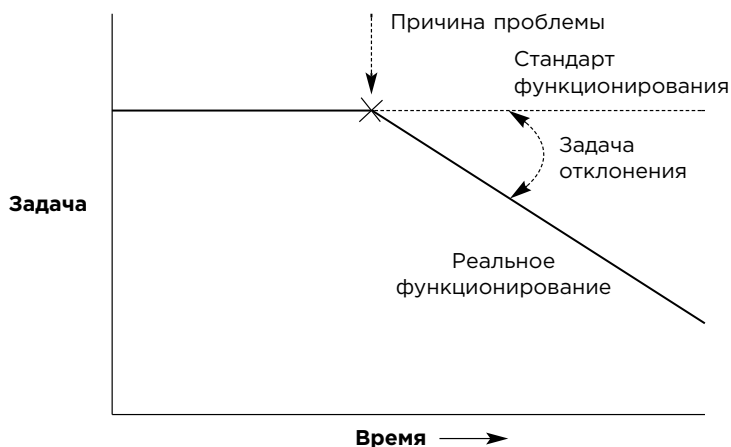 Причина проблемы
Стандарт
функционирования
Задача
отклонения
Задача
Реальное
функционирование
Время